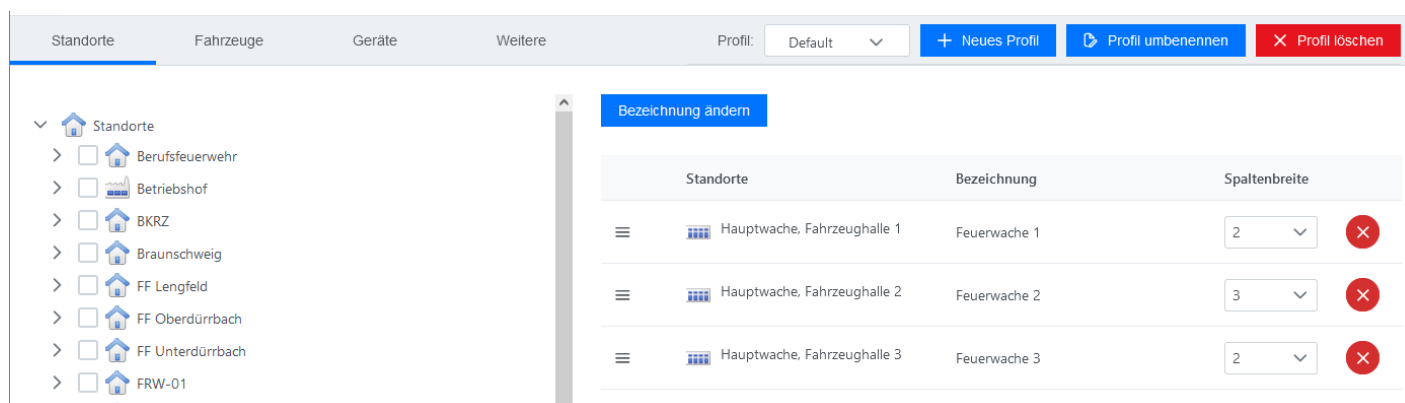 Standorte Fahrzeuge Geräte Weitere Profil: Default Neues Profil Profil umbenennen Profil löschen
Standorte
Berufsfeuerwehr
Betriebshof
BKRZ
Braunschweig
FF Lengfeld
FF Oberdürrbach
FF Unterdürrbach
FRW-01
Bezeichnung ändern
Standorte Bezeichnung Spaltenbreite
Hauptwache, Fahrzeughalle 1 Feuerwache 1 2
Hauptwache, Fahrzeughalle 2 Feuerwache 2 3
Hauptwache, Fahrzeughalle 3 Feuerwache 3 2